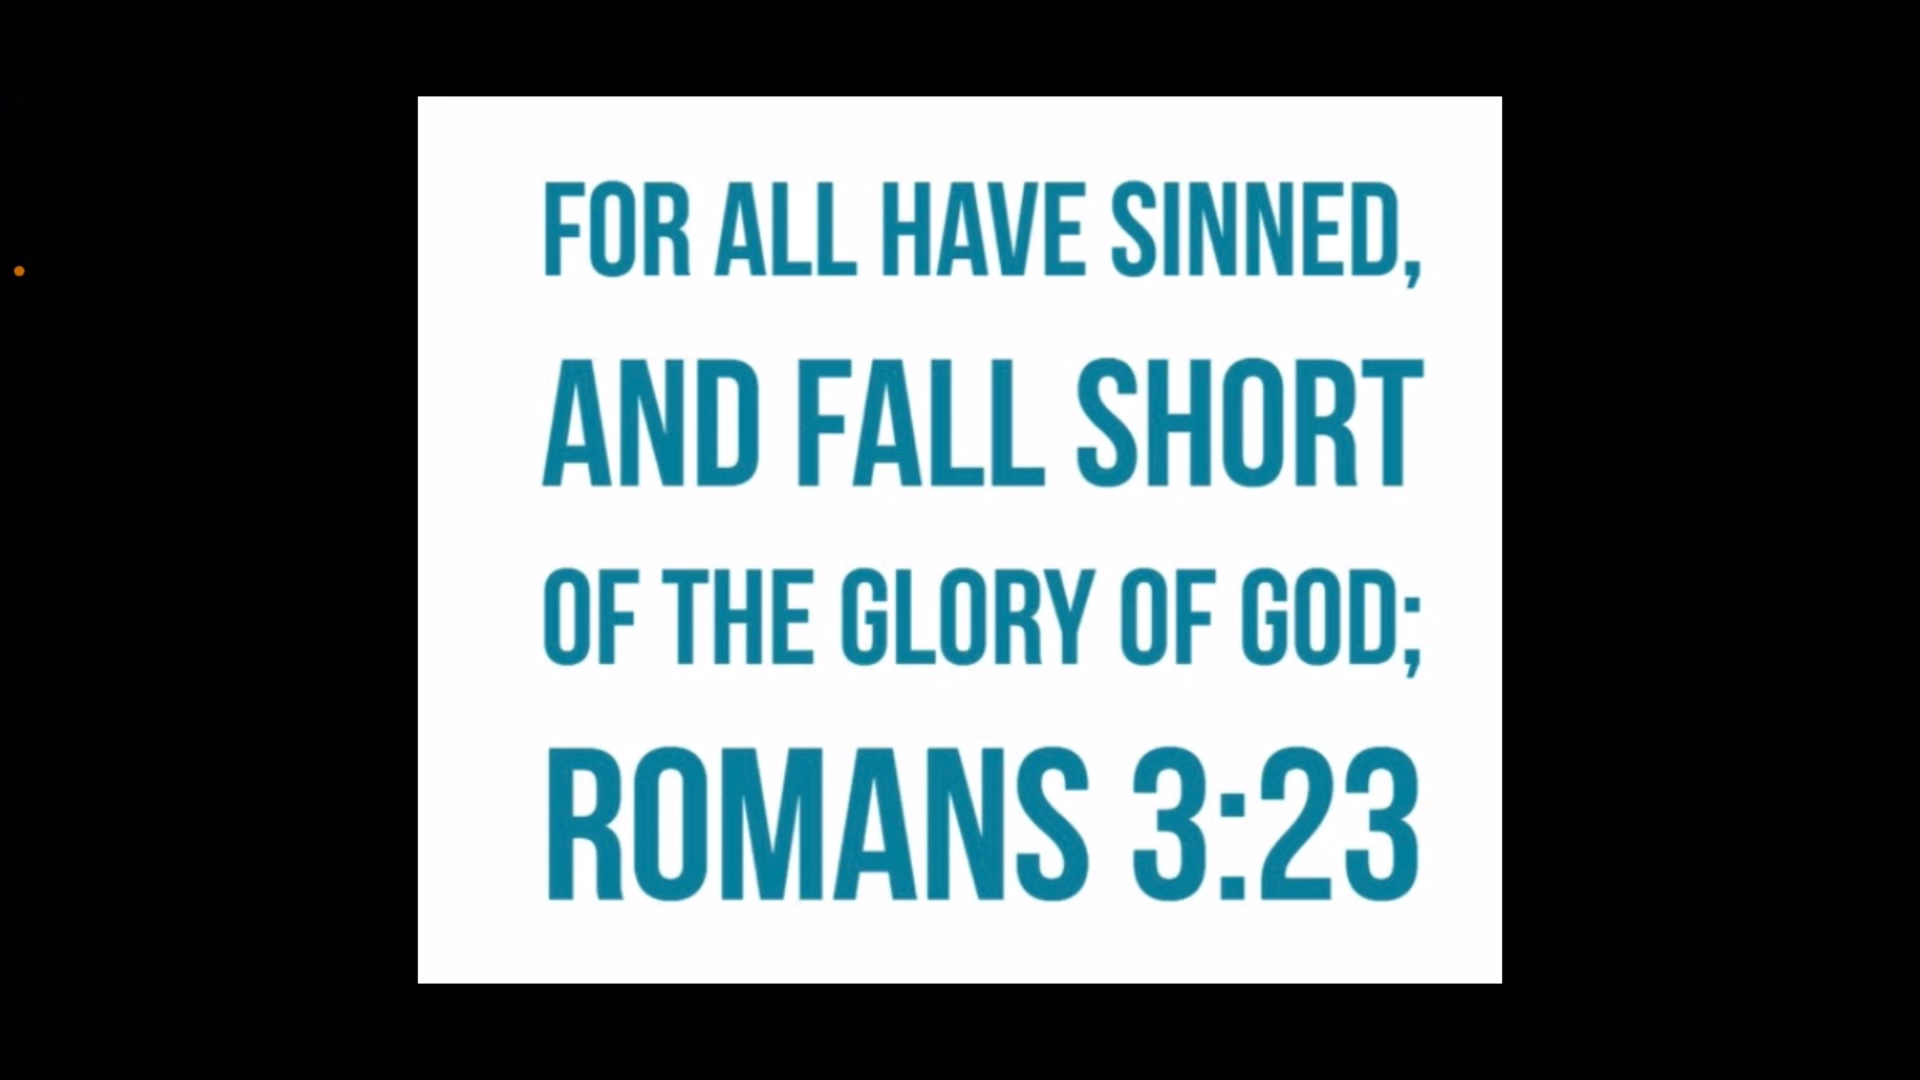 FOR ALL HAVE SINNED,
AND FALL SHORT
OF THE GLORY OF GOD;
ROMANS 3:23